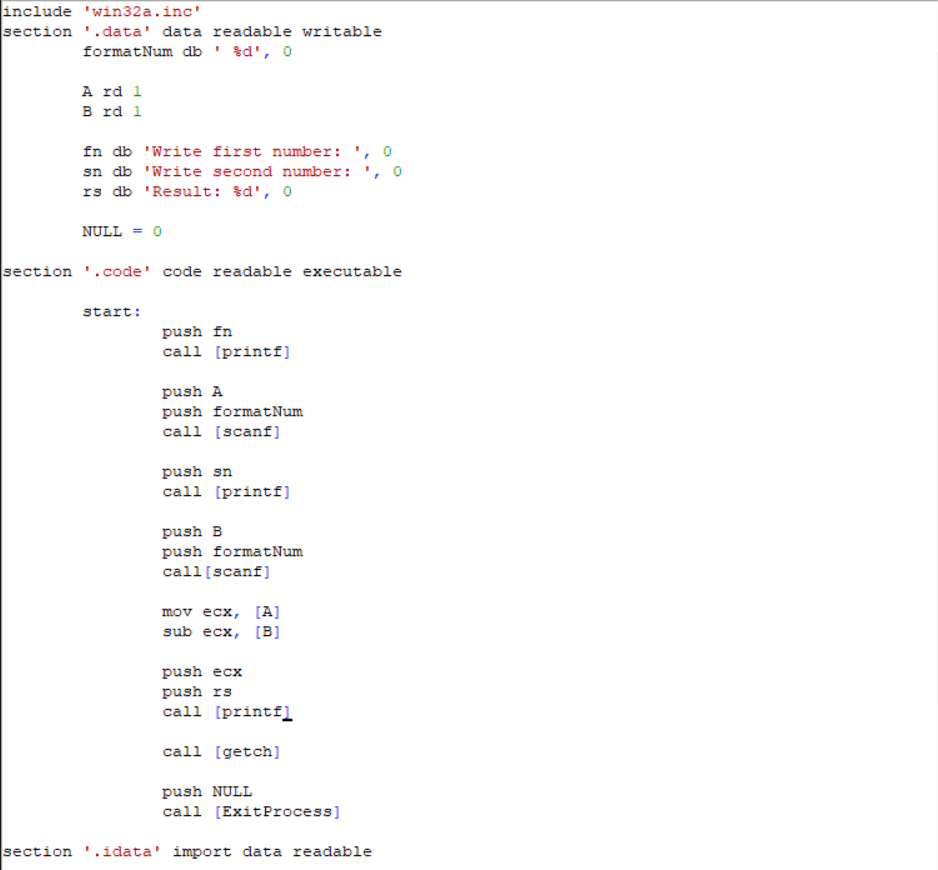 include 'win32a.inc'
section '.data' data readable writable
        formatNum db ' %d', 0

        A rd 1
        B rd 1

        fn db 'Write first number: ', 0
        sn db 'Write second number: ', 0
        rs db 'Result: %d', 0

        NULL = 0

section '.code' code readable executable

        start:
                push fn
                call [printf]

                push A
                push formatNum
                call [scanf]

                push sn
                call [printf]

                push B
                push formatNum
                call[scanf]

                mov ecx, [A]
                sub ecx, [B]

                push ecx
                push rs
                call [printf]

                call [getch]

                push NULL
                call [ExitProcess]

section '.idata' import data readable